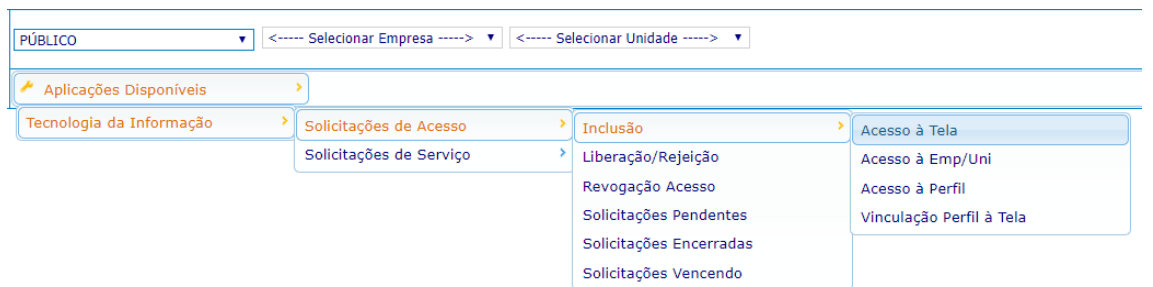 PÚBLICO <----- Selecionar Empresa -----> <----- Selecionar Unidade ----->
Aplicações Disponíveis
Tecnologia da Informação
Solicitações de Acesso
Solicitações de Serviço
Inclusão
Liberação/Rejeição
Revogação Acesso
Solicitações Pendentes
Solicitações Encerradas
Solicitações Vencendo
Acesso à Tela
Acesso à Emp/Uni
Acesso à Perfil
Vinculação Perfil à Tela